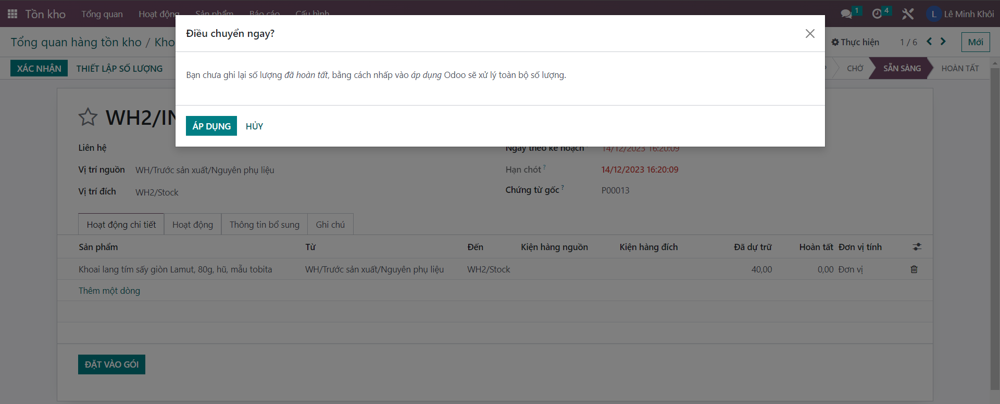 Tồn kho Tổng quan Hoạt động Sản phẩm Báo cáo Cấu hình 1 4 L Lê Minh Khôi
Điều chuyển ngay?
Tổng quan hàng tồn kho / Kho Thực hiện 1 / 6 Mới
XÁC NHẬN THIẾT LẬP SỐ LƯỢNG CHỜ SẴN SÀNG HOÀN TẤT
Bạn chưa ghi lại số lượng đã hoàn tất, bằng cách nhấp vào áp dụng Odoo sẽ xử lý toàn bộ số lượng.
WH2/IN
ÁP DỤNG HỦY
Liên hệ Ngày theo kế hoạch 14/12/2023 16:20:09
Vị trí nguồn WH/Trước sản xuất/Nguyên phụ liệu Hạn chót ? 14/12/2023 16:20:09
Vị trí đích WH2/Stock Chứng từ gốc ? P00013
Hoạt động chi tiết Hoạt động Thông tin bổ sung Ghi chú
Sản phẩm Từ Đến Kiện hàng nguồn Kiện hàng đích Đã dự trữ Hoàn tất Đơn vị tính
Khoai lang tím sấy giòn Lamut, 80g, hũ, mẫu tobita WH/Trước sản xuất/Nguyên phụ liệu WH2/Stock 40,00 0,00 Đơn vị
Thêm một dòng
ĐẶT VÀO GÓI